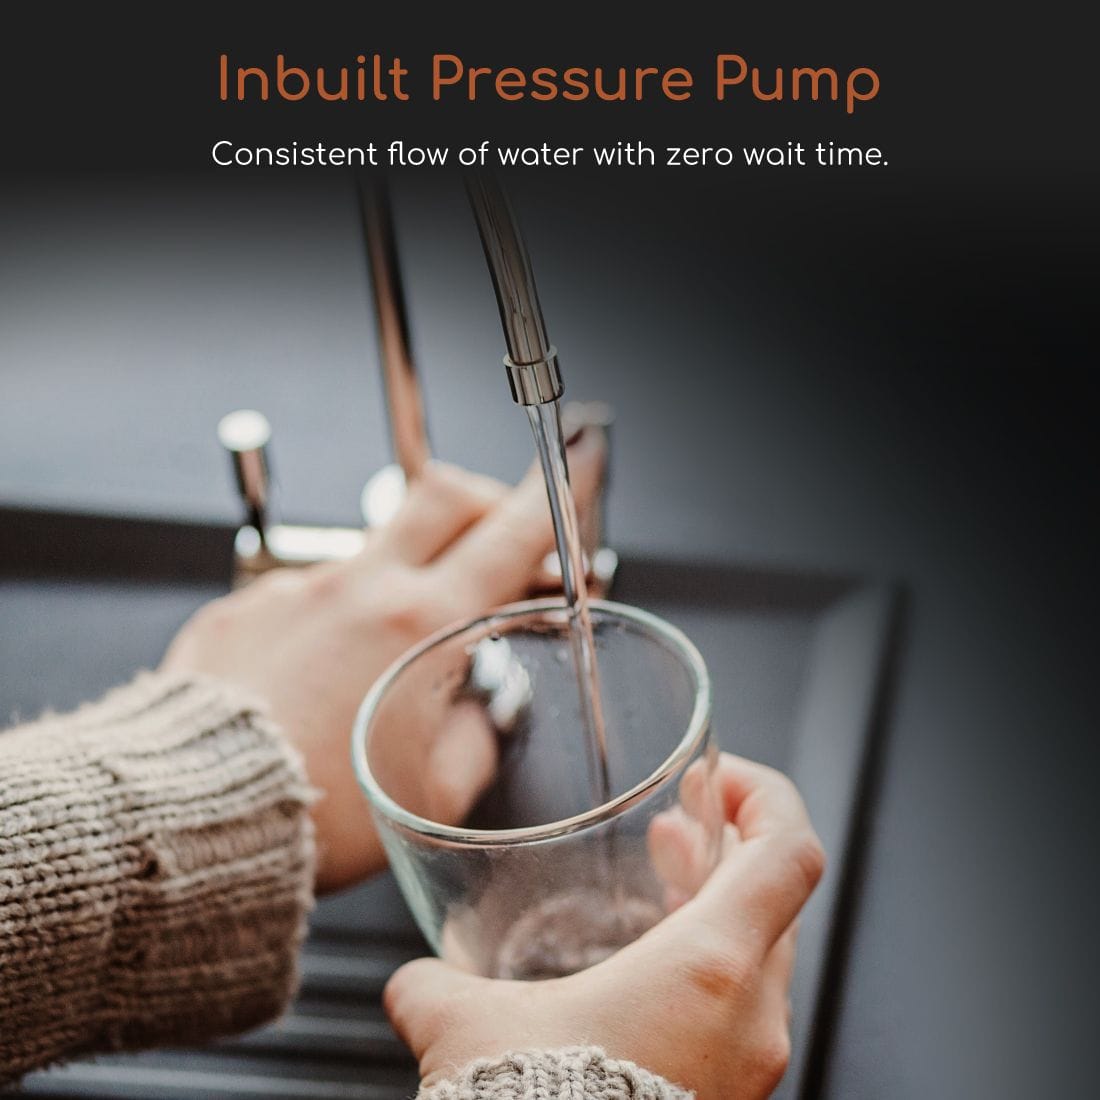 Inbuilt Pressure Pump
Consistent flow of water with zero wait time.